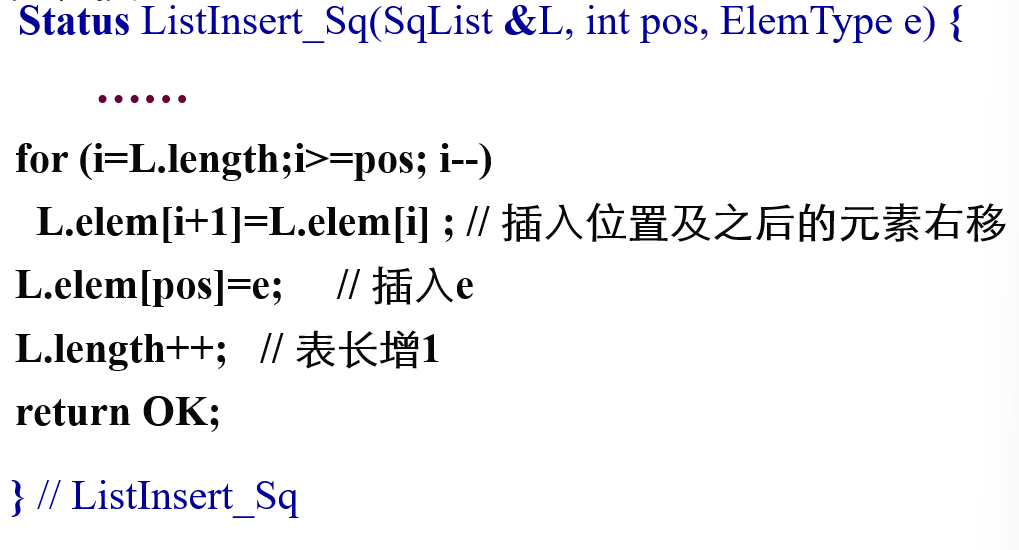 Status ListInsert_Sq(SqList &L, int pos, ElemType e) {
……
for (i=L.length;i>=pos; i--)
L.elem[i+1]=L.elem[i] ; // 插入位置及之后的元素右移
L.elem[pos]=e; // 插入e
L.length++; // 表长增1
return OK;
} // ListInsert_Sq